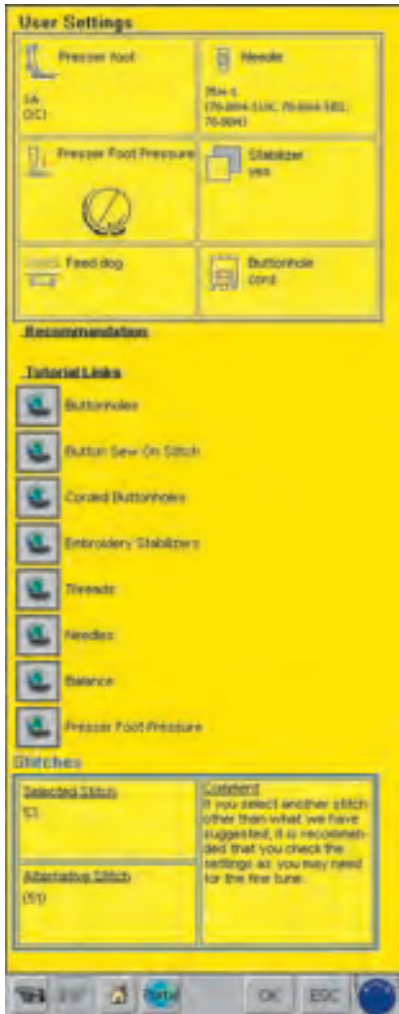 User Settings
Presser foot
3A
(3C)
Needle
Presser Foot Pressure
Stabilizer
yes
Feed dog
Buttonhole
cord
Recommandation
Tutorial Links
Buttonholes
Button Sew On Stitch
Corded Buttonholes
Embroidery Stabilizers
Threads
Needles
Balance
Presser Foot Pressure
Stitches
Selected Stitch
Alternative Stitch
(51)
Comment
If you select another stitch
other than what we have
suggested, it is recommen-
ded that you check the
settings as you may need
for the fine tune.
OK
ESC